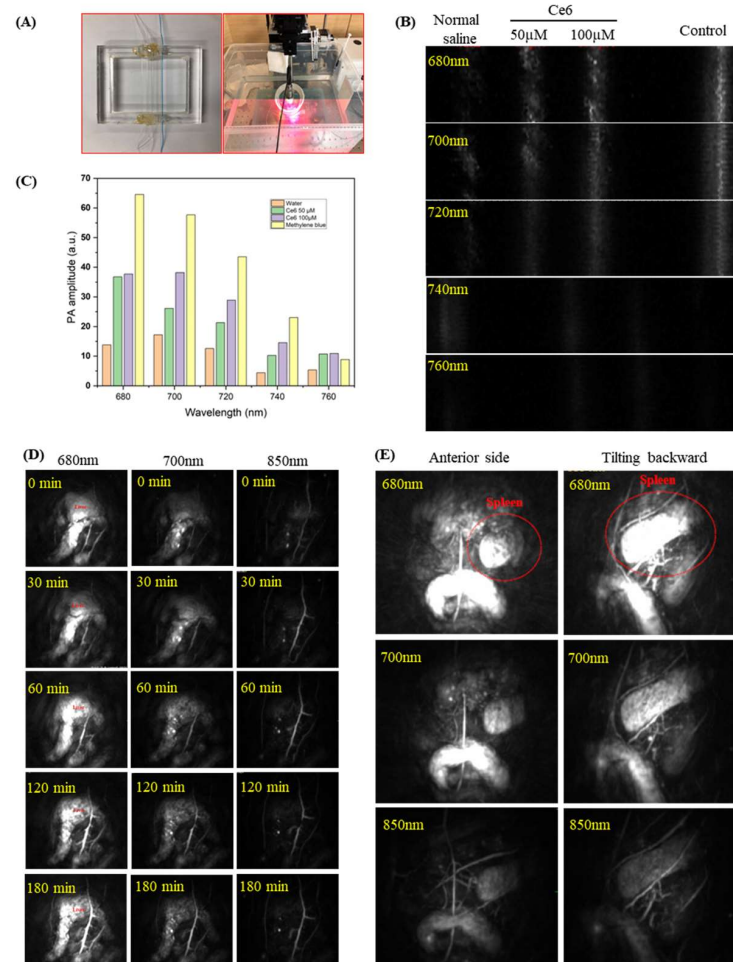 (A)
(B)
Normal saline
Ce6
50μM
100μM
Control
680nm
700nm
720nm
740nm
760nm
(C)
70
60
50
40
30
20
10
0
PA amplitude (a.u.)
Water
Ce6 50 μM
Ce6 100μM
Methylene blue
680
700
720
740
760
Wavelength (nm)
(D)
680nm
700nm
850nm
0 min
0 min
0 min
30 min
30 min
30 min
60 min
60 min
60 min
120 min
120 min
120 min
180 min
180 min
180 min
(E)
Anterior side
Tilting backward
680nm
Spleen
680nm
Spleen
700nm
700nm
850nm
850nm